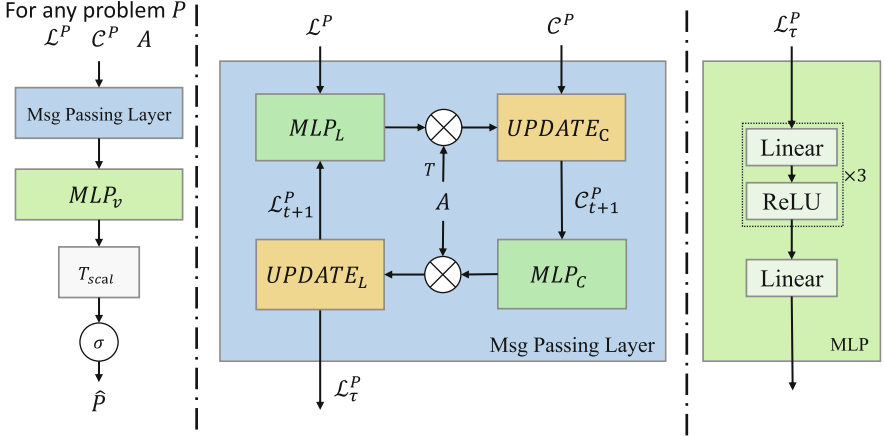 For any problem P
ℒ^P 𝒞^P A
Msg Passing Layer
MLP_v
T_scal
σ
P̂
ℒ^P
𝒞^P
MLP_L
UPDATE_C
T
A
ℒ^P_{t+1}
𝒞^P_{t+1}
UPDATE_L
MLP_C
Msg Passing Layer
ℒ^P_τ
ℒ^P_τ
Linear
ReLU
×3
Linear
MLP